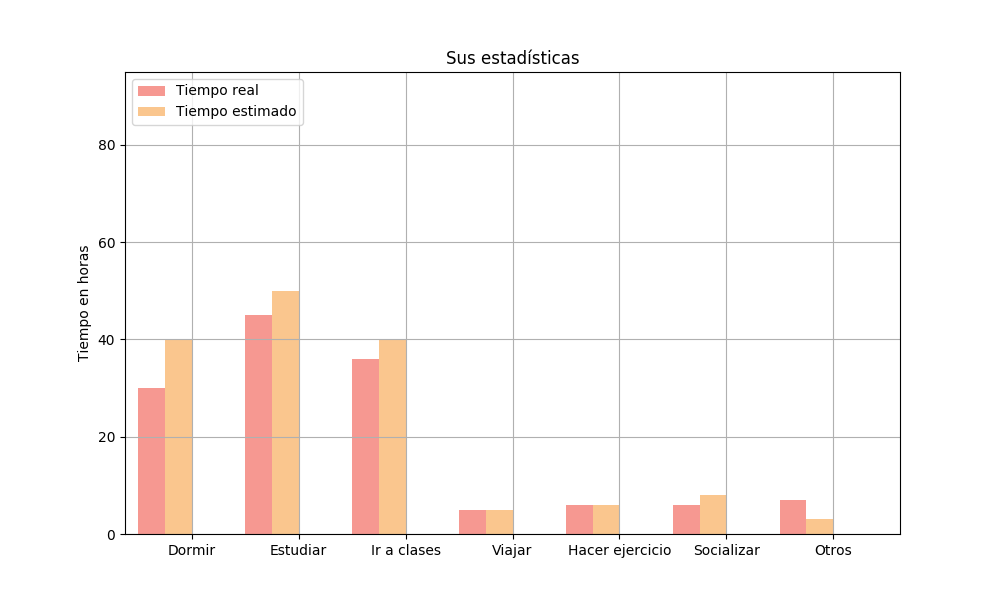 Sus estadísticas
Tiempo real
Tiempo estimado
Tiempo en horas
80
60
40
20
0
Dormir Estudiar Ir a clases Viajar Hacer ejercicio Socializar Otros